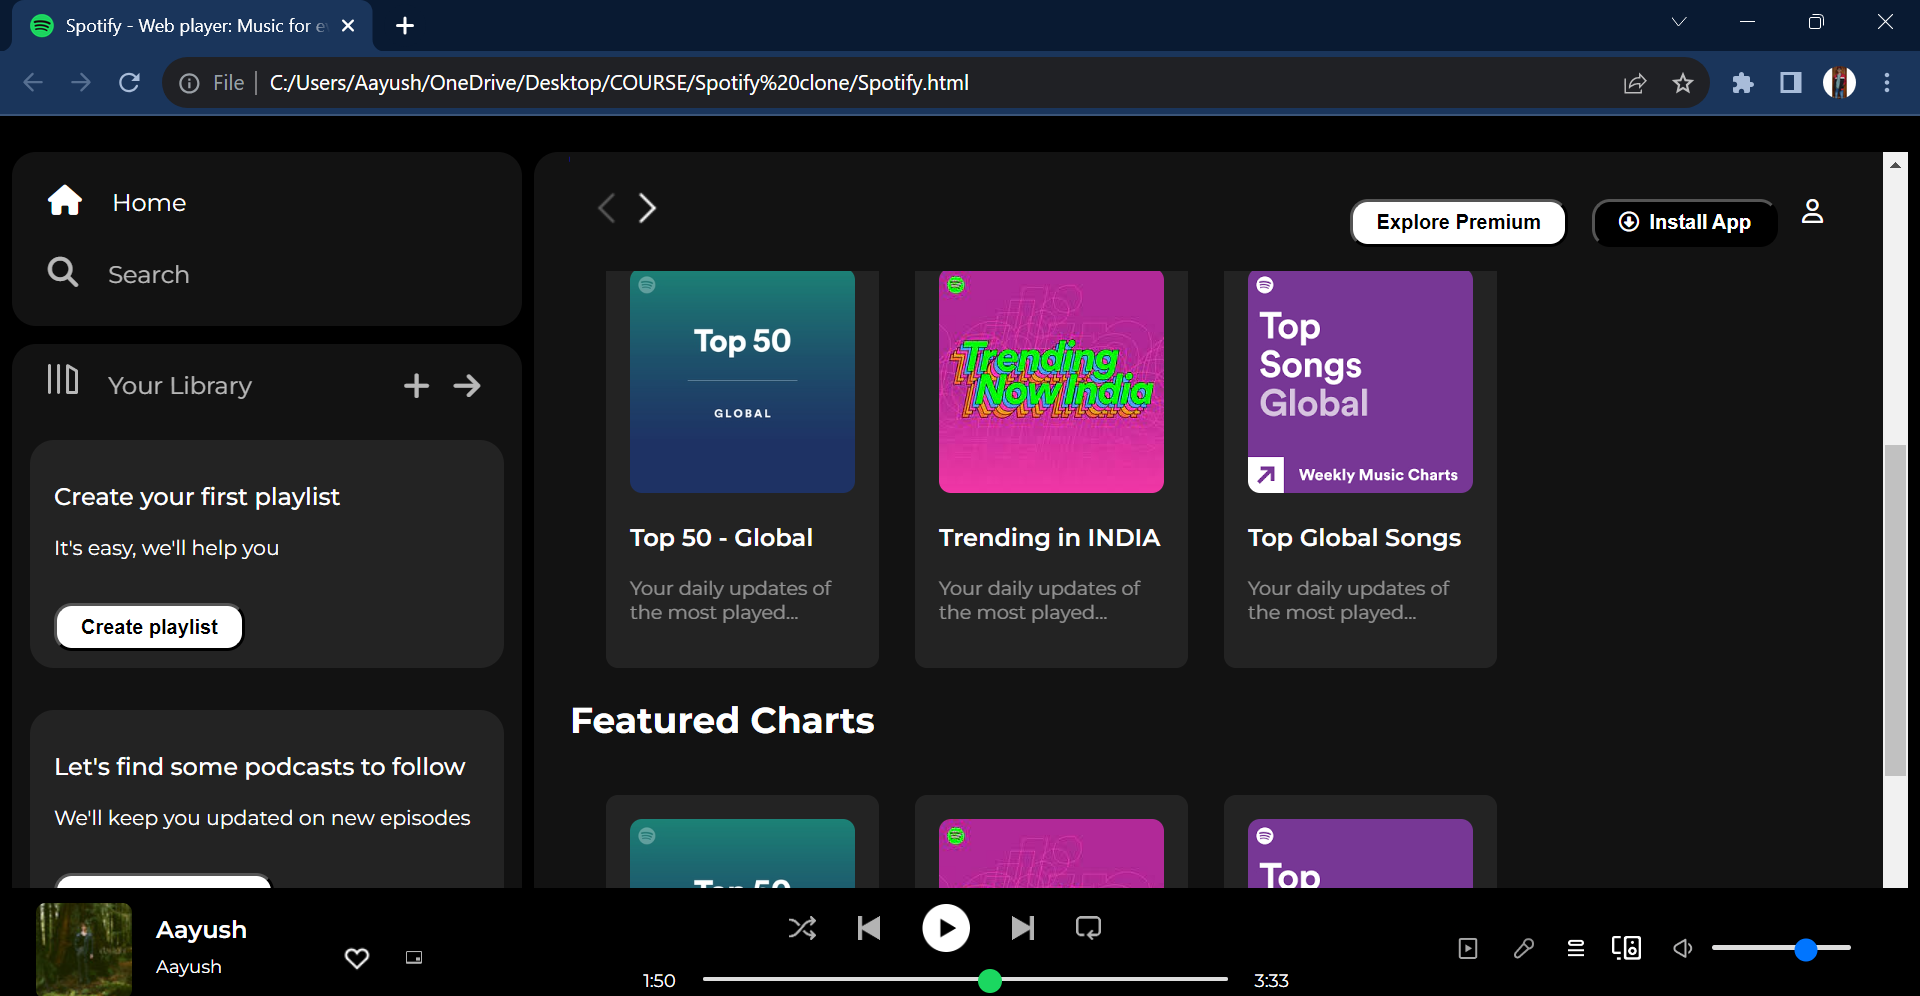 Spotify - Web player: Music for e
File
C:/Users/Aayush/OneDrive/Desktop/COURSE/Spotify%20clone/Spotify.html
Home
Search
Your Library
Create your first playlist
It's easy, we'll help you
Create playlist
Let's find some podcasts to follow
We'll keep you updated on new episodes
Explore Premium
Install App
Top 50
GLOBAL
Top 50 - Global
Your daily updates of
the most played...
Trending
Now India
Trending in INDIA
Your daily updates of
the most played...
Top
Songs
Global
Weekly Music Charts
Top Global Songs
Your daily updates of
the most played...
Featured Charts
Top 50
Top
Aayush
Aayush
1:50
3:33